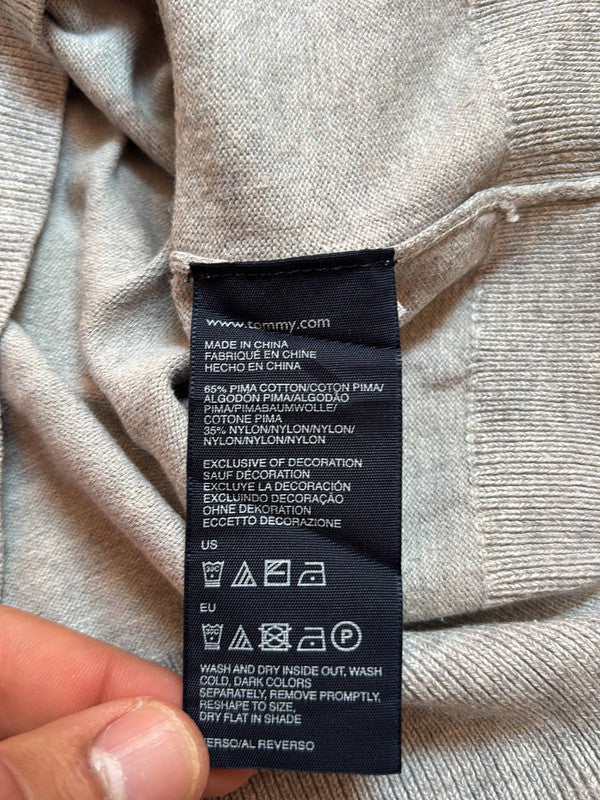 www.tommy.com
MADE IN CHINA
FABRIQUÉ EN CHINE
HECHO EN CHINA
65% PIMA COTTON/COTON PIMA/
ALGODÓN PIMA/ALGODÃO
PIMA/PIMABAUMWOLLE/
COTONE PIMA
35% NYLON/NYLON/NYLON/
NYLON/NYLON/NYLON
EXCLUSIVE OF DECORATION
SAUF DÉCORATION
EXCLUYE LA DECORACIÓN
EXCLUINDO DECORAÇÃO
OHNE DEKORATION
ECCETTO DECORAZIONE
US
30C
EU
30C P
WASH AND DRY INSIDE OUT, WASH
COLD, DARK COLORS
SEPARATELY, REMOVE PROMPTLY,
RESHAPE TO SIZE,
DRY FLAT IN SHADE
VERSO/AL REVERSO